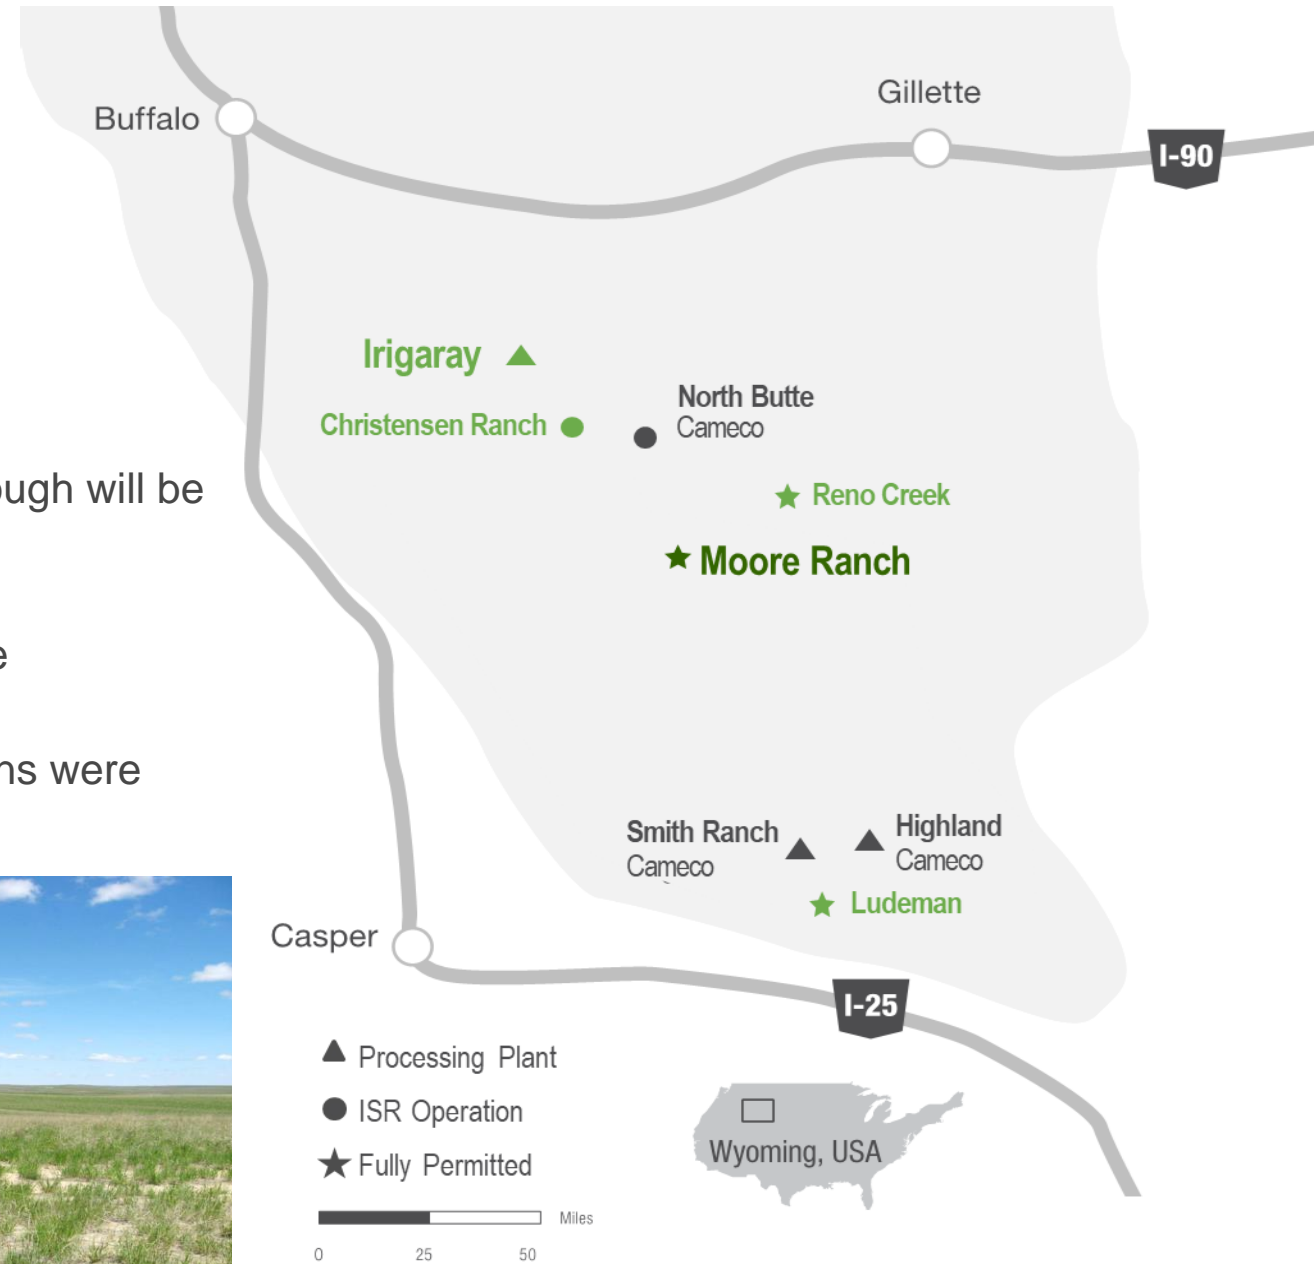 Buffalo
Gillette
I-90
Irigaray
Christensen Ranch
North Butte
Cameco
ough will be
Reno Creek
Moore Ranch
e
ns were
Smith Ranch
Cameco
Highland
Cameco
Ludeman
Casper
I-25
Processing Plant
ISR Operation
Fully Permitted
Wyoming, USA
Miles
0 25 50